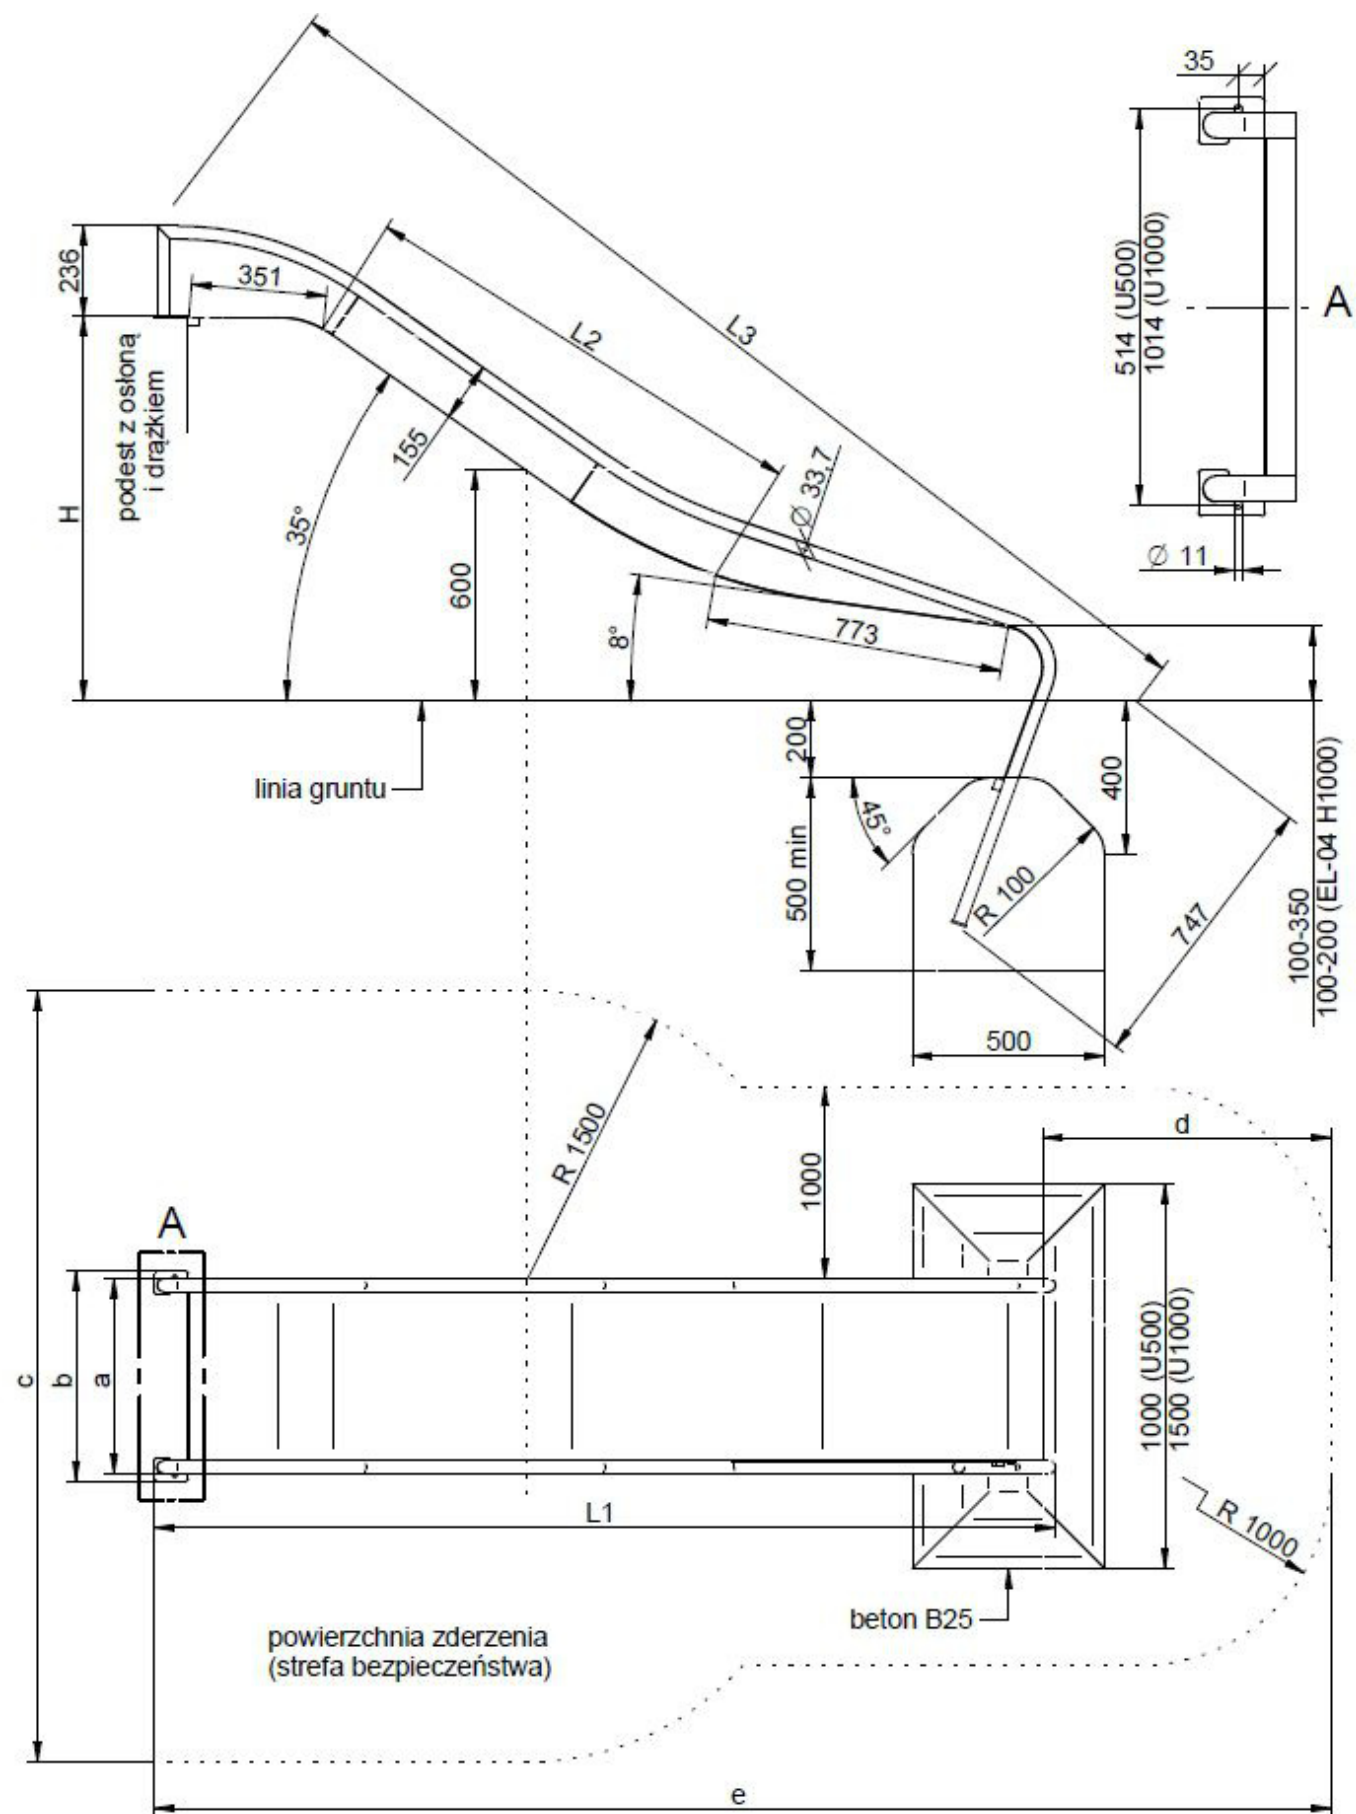 35
514 (U500)
1014 (U1000)
A
Ø 11
236
351
L2
L3
podest z osłoną
i drążkiem
155
Ø 33,7
H
35°
600
8°
773
linia gruntu
200
400
45°
500 min
R 100
747
100-350
100-200 (EL-04 H1000)
500
R 1500
1000
d
A
c
b
a
1000 (U500)
1500 (U1000)
L1
R 1000
beton B25
powierzchnia zderzenia
(strefa bezpieczeństwa)
e